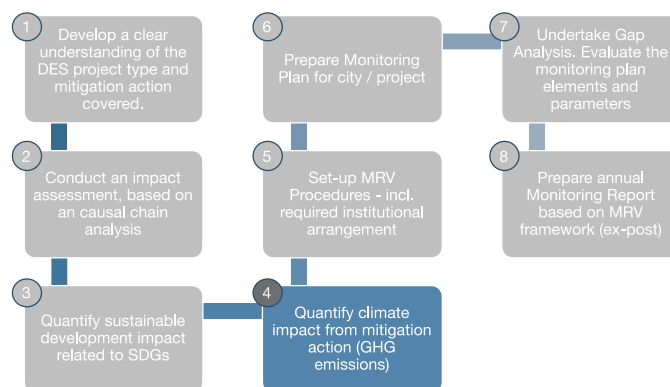 1
Develop a clear
understanding of the
DES project type and
mitigation action
covered.
2
Conduct an impact
assessment, based on
an causal chain
analysis
3
Quantify sustainable
development impact
related to SDGs
4
Quantify climate
impact from mitigation
action (GHG
emissions)
5
Set-up MRV
Procedures - incl.
required institutional
arrangement
6
Prepare Monitoring
Plan for city / project
7
Undertake Gap
Analysis. Evaluate the
monitoring plan
elements and
parameters
8
Prepare annual
Monitoring Report
based on MRV
framework (ex-post)